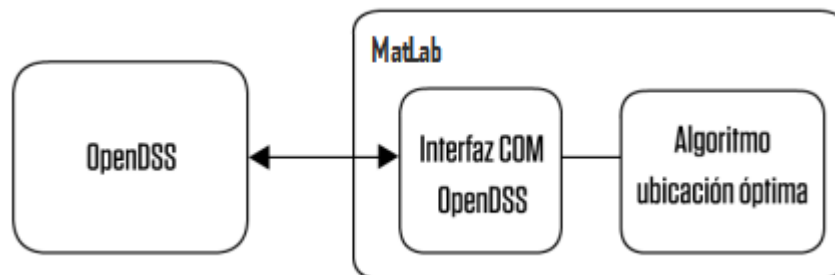 MatLab
OpenDSS
Interfaz COM
OpenDSS
Algoritmo
ubicación óptima